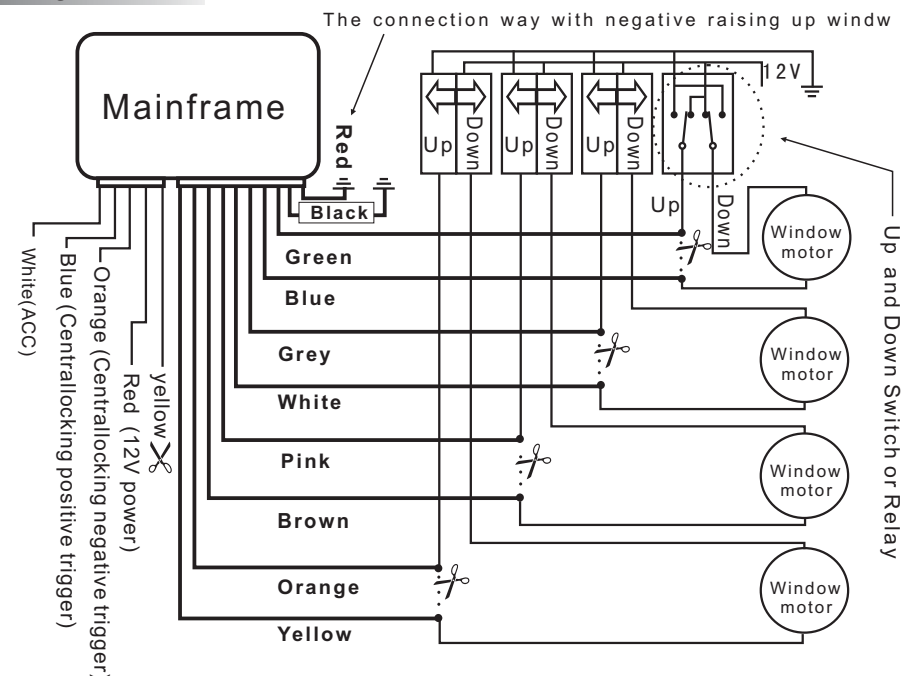 The connection way with negative raising up windw
Mainframe
Red
Black
12V
Up
Down
Up
Down
Up
Down
Up
Down
Up and Down Switch or Relay
Window
motor
Window
motor
Window
motor
Window
motor
Green
Blue
Grey
White
Pink
Brown
Orange
Yellow
White(ACC)
Blue (Centrallocking positive trigger)
Orange (Centrallocking negative trigger)
Red (12V power)
yellow